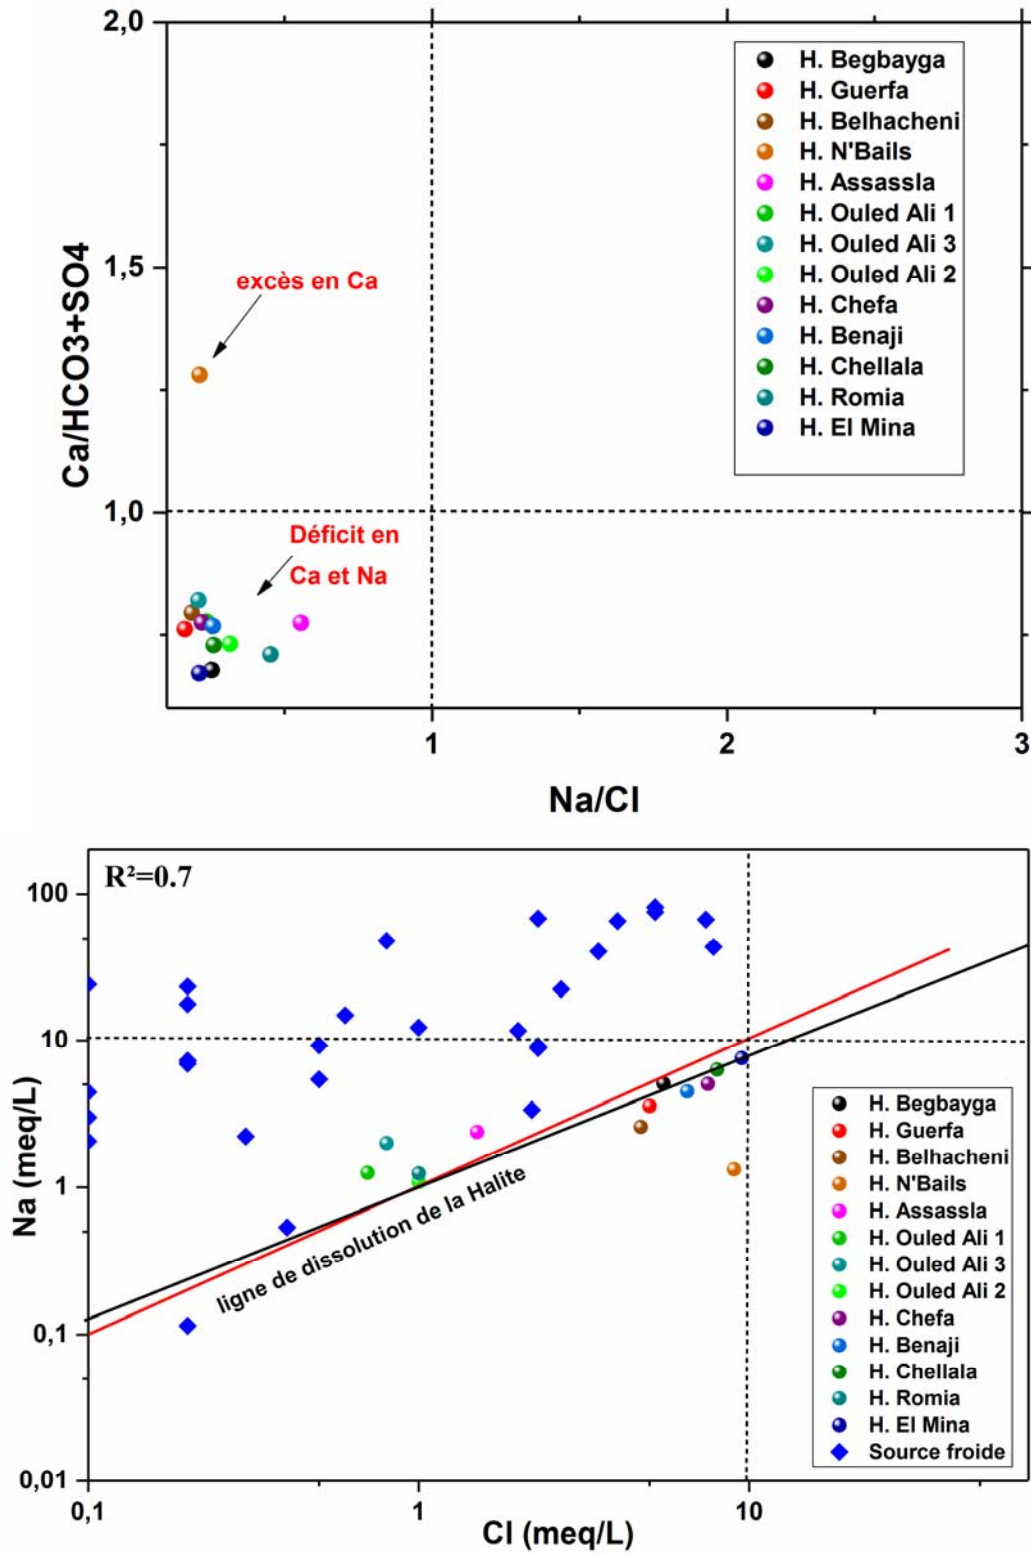 2,0
1,5
1,0
Ca/HCO3+SO4
excès en Ca
Déficit en
Ca et Na
H. Begbayga
H. Guerfa
H. Belhacheni
H. N'Bails
H. Assassla
H. Ouled Ali 1
H. Ouled Ali 3
H. Ouled Ali 2
H. Chefa
H. Benaji
H. Chellala
H. Romia
H. El Mina
1 2 3
Na/Cl
R²=0.7
100
10
1
0,1
0,01
Na (meq/L)
ligne de dissolution de la Halite
H. Begbayga
H. Guerfa
H. Belhacheni
H. N'Bails
H. Assassla
H. Ouled Ali 1
H. Ouled Ali 3
H. Ouled Ali 2
H. Chefa
H. Benaji
H. Chellala
H. Romia
H. El Mina
Source froide
0,1 1 10
Cl (meq/L)